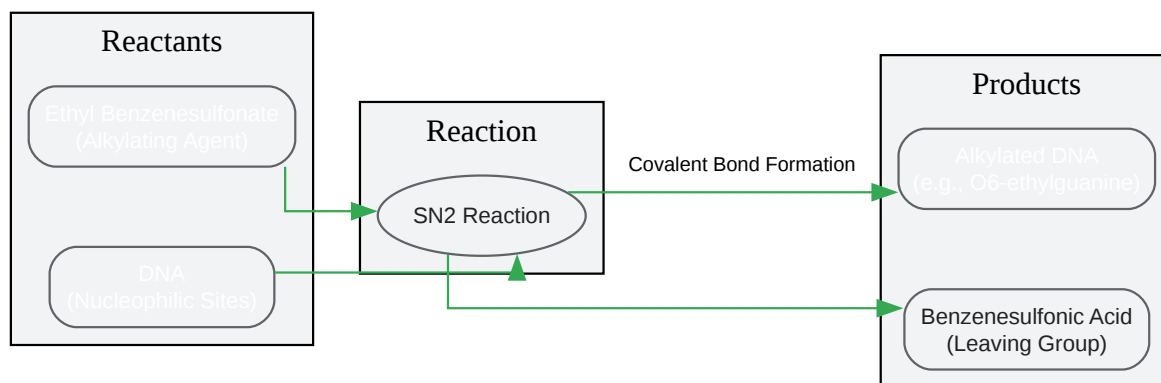 Reactants
Ethyl Benzenesulfonate
(Alkylating Agent)
DNA
(Nucleophilic Sites)
Reaction
SN2 Reaction
Covalent Bond Formation
Products
Alkylated DNA
(e.g., O6-ethylguanine)
Benzenesulfonic Acid
(Leaving Group)